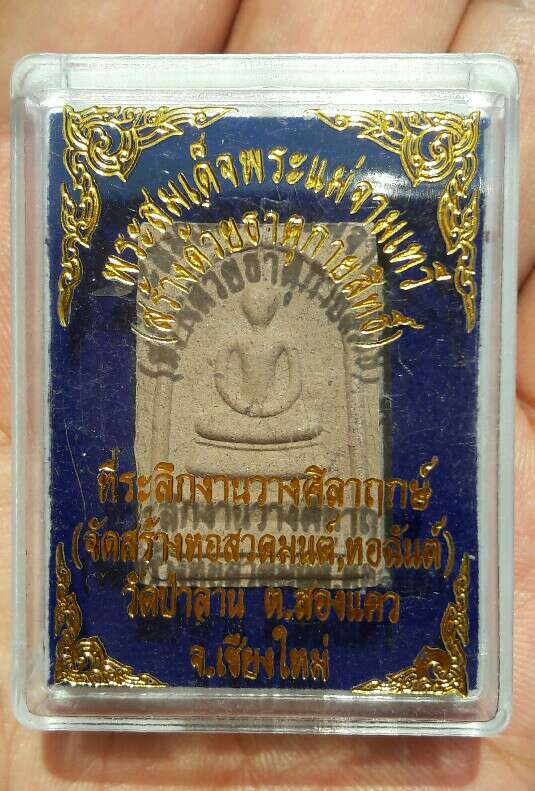 พระสมเด็จพระแม่จามเทวี
(สร้างด้วยธาตุกายสิทธิ์)
ที่ระลึกงานวางศิลาฤกษ์
(จัดสร้างหอสวดมนต์,หอฉันต์)
วัดป่าลาน ต.สองแคว
จ.เชียงใหม่